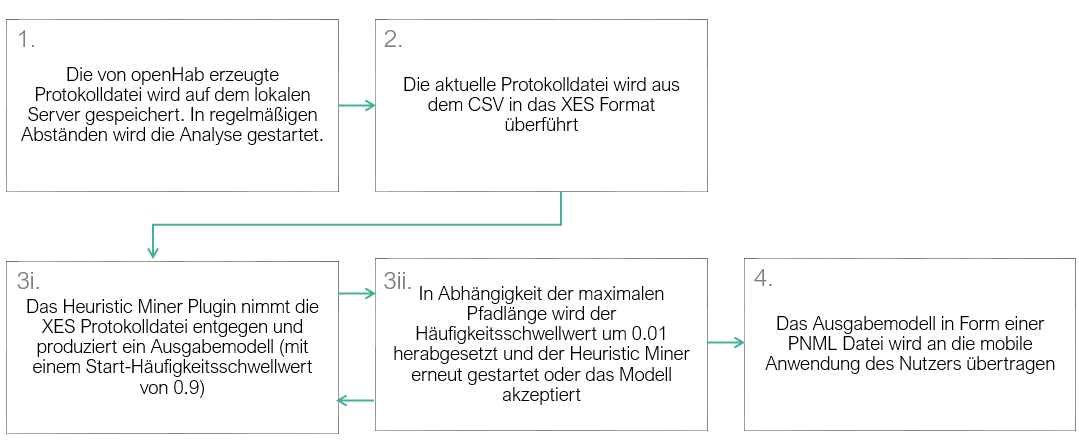 1.
Die von openHab erzeugte
Protokolldatei wird auf dem lokalen
Server gespeichert. In regelmäßigen
Abständen wird die Analyse gestartet.
2.
Die aktuelle Protokolldatei wird aus
dem CSV in das XES Format
überführt
3i.
Das Heuristic Miner Plugin nimmt die
XES Protokolldatei entgegen und
produziert ein Ausgabemodell (mit
einem Start-Häufigkeitsschwellwert
von 0.9)
3ii.
In Abhängigkeit der maximalen
Pfadlänge wird der
Häufigkeitsschwellwert um 0.01
herabgesetzt und der Heuristic Miner
erneut gestartet oder das Modell
akzeptiert
4.
Das Ausgabemodell in Form einer
PNML Datei wird an die mobile
Anwendung des Nutzers übertragen